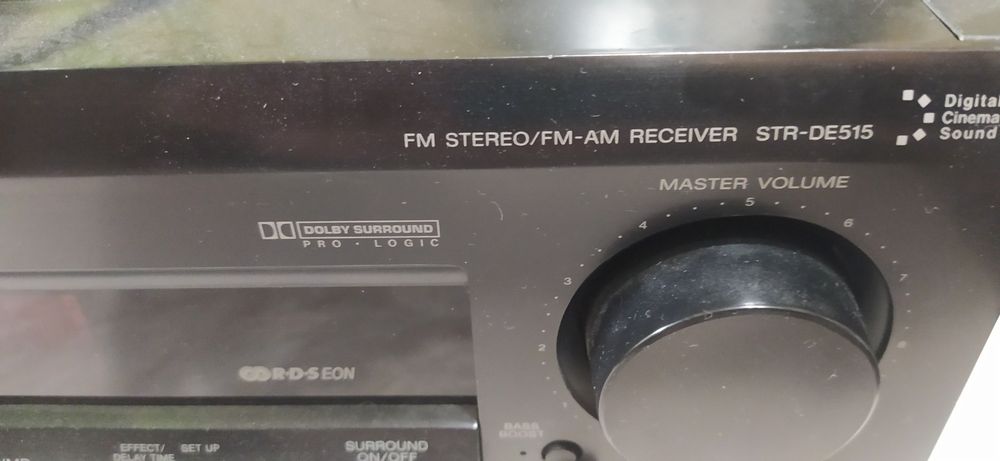 FM STEREO/FM-AM RECEIVER STR-DE515
Digital
Cinema
Sound
MASTER VOLUME
2 3 4 5 6 7 8
DOLBY SURROUND
PRO·LOGIC
R·D·S EON
BASS
BOOST
EFFECT/
DELAY TIME
SET UP
SURROUND
ON/OFF